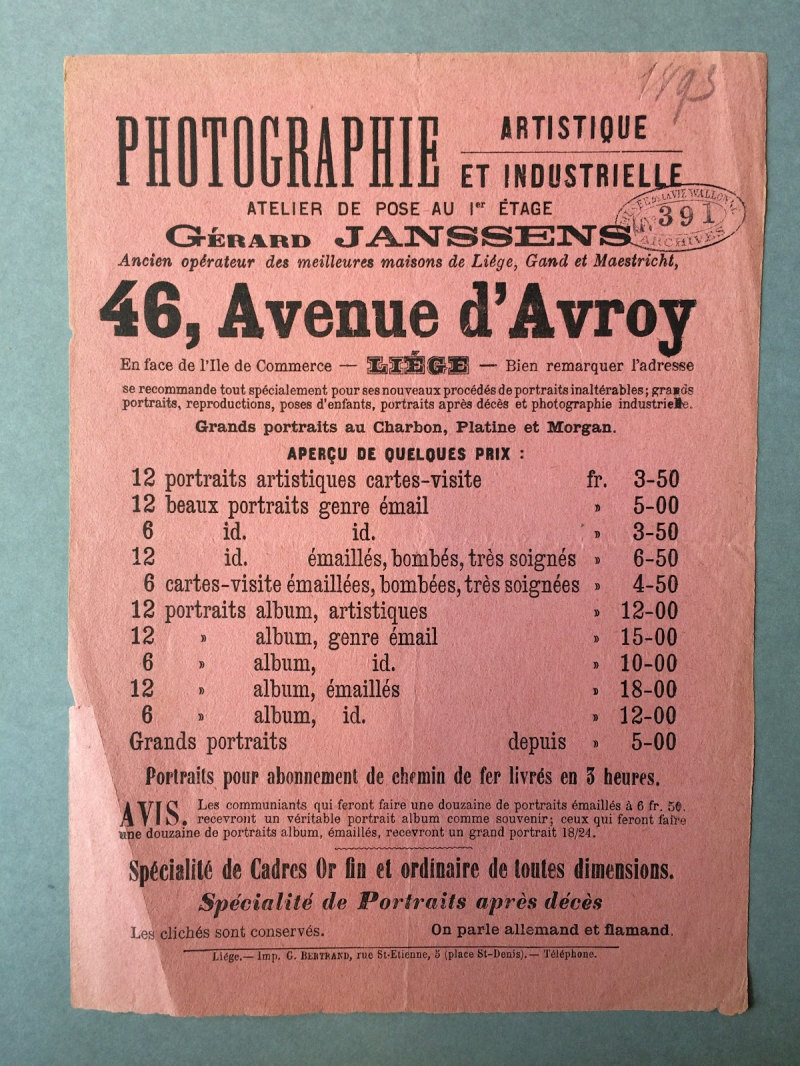 1893
PHOTOGRAPHIE ARTISTIQUE
ET INDUSTRIELLE
MUSÉE DE LA VIE WALLONNE
No 391
ARCHIVES
ATELIER DE POSE AU 1er ÉTAGE
GÉRARD JANSSENS
Ancien opérateur des meilleures maisons de Liége, Gand et Maestricht,
46, Avenue d'Avroy
En face de l'Ile de Commerce — LIÉGE — Bien remarquer l'adresse
se recommande tout spécialement pour ses nouveaux procédés de portraits inaltérables; grands
portraits, reproductions, poses d'enfants, portraits après décès et photographie industrielle.
Grands portraits au Charbon, Platine et Morgan.
APERÇU DE QUELQUES PRIX :
12 portraits artistiques cartes-visite fr. 3-50
12 beaux portraits genre émail » 5-00
6 id. id. » 3-50
12 id. émaillés, bombés, très soignés » 6-50
6 cartes-visite émaillées, bombées, très soignées » 4-50
12 portraits album, artistiques » 12-00
12 » album, genre émail » 15-00
6 » album, id. » 10-00
12 » album, émaillés » 18-00
6 » album, id. » 12-00
Grands portraits depuis » 5-00
Portraits pour abonnement de chemin de fer livrés en 3 heures.
AVIS. Les communiants qui feront faire une douzaine de portraits émaillés à 6 fr. 50.
recevront un véritable portrait album comme souvenir; ceux qui feront faire
une douzaine de portraits album, émaillés, recevront un grand portrait 18/24.
Spécialité de Cadres Or fin et ordinaire de toutes dimensions.
Spécialité de Portraits après décès
Les clichés sont conservés. On parle allemand et flamand.
Liége.— Imp. G. BERTRAND, rue St-Etienne, 5 (place St-Denis).— Téléphone.